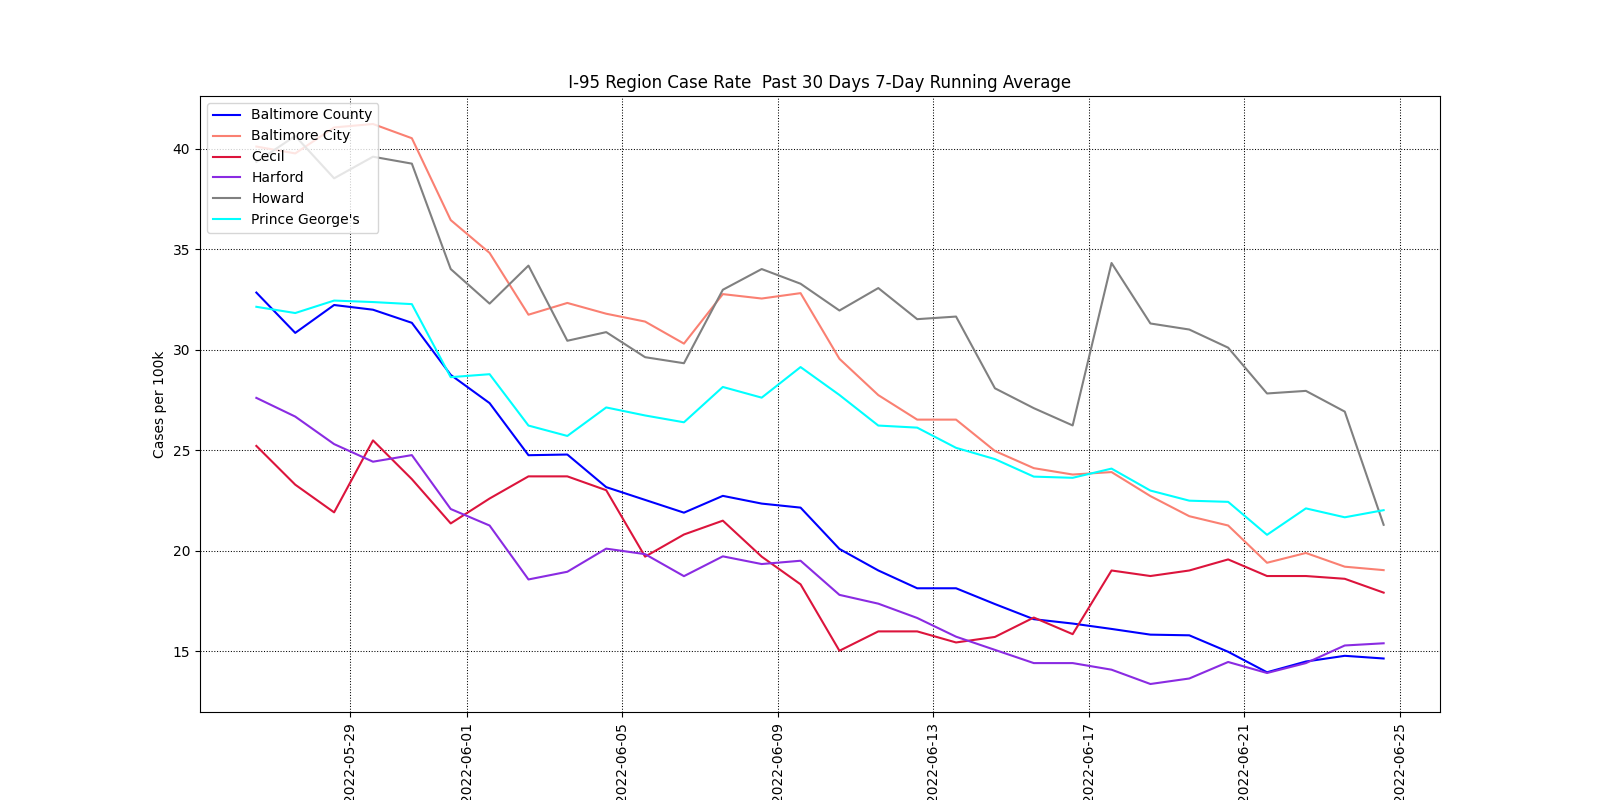 I-95 Region Case Rate  Past 30 Days 7-Day Running Average
Baltimore County
Baltimore City
Cecil
Harford
Howard
Prince George's
Cases per 100k
40
35
30
25
20
15
2022-05-29
2022-06-01
2022-06-05
2022-06-09
2022-06-13
2022-06-17
2022-06-21
2022-06-25